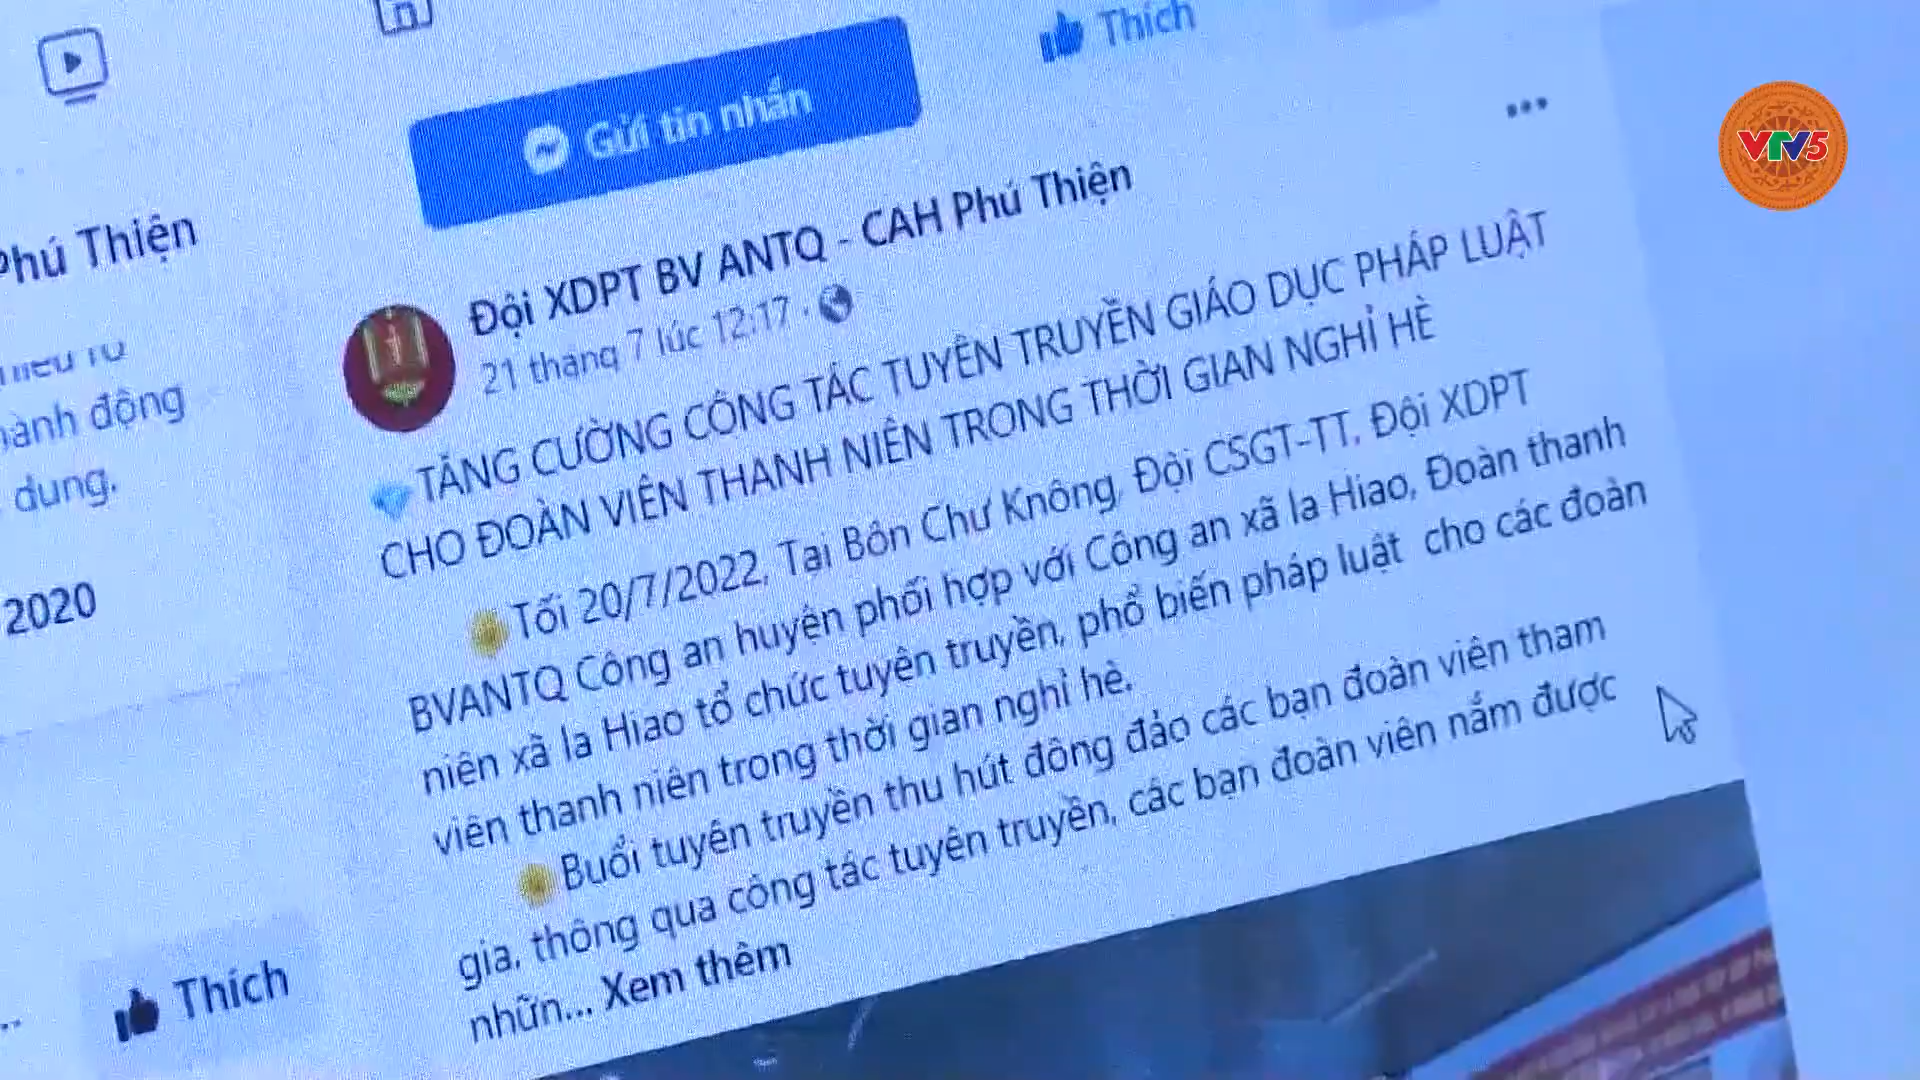 Thích
Gửi tin nhắn
VTV5
Phú Thiện
hành động
dung.
2020
Thích
Đội XDPT BV ANTQ - CAH Phú Thiện
21 tháng 7 lúc 12:17
TĂNG CƯỜNG CÔNG TÁC TUYÊN TRUYỀN GIÁO DỤC PHÁP LUẬT
CHO ĐOÀN VIÊN THANH NIÊN TRONG THỜI GIAN NGHỈ HÈ
Tối 20/7/2022, Tại Bôn Chư Knông, Đội CSGT-TT, Đội XDPT
BVANTQ Công an huyện phối hợp với Công an xã Ia Hiao, Đoàn thanh
niên xã Ia Hiao tổ chức tuyên truyền, phổ biến pháp luật cho các đoàn
viên thanh niên trong thời gian nghỉ hè.
Buổi tuyên truyền thu hút đông đảo các bạn đoàn viên tham
gia, thông qua công tác tuyên truyền, các bạn đoàn viên nắm được
nhữn... Xem thêm